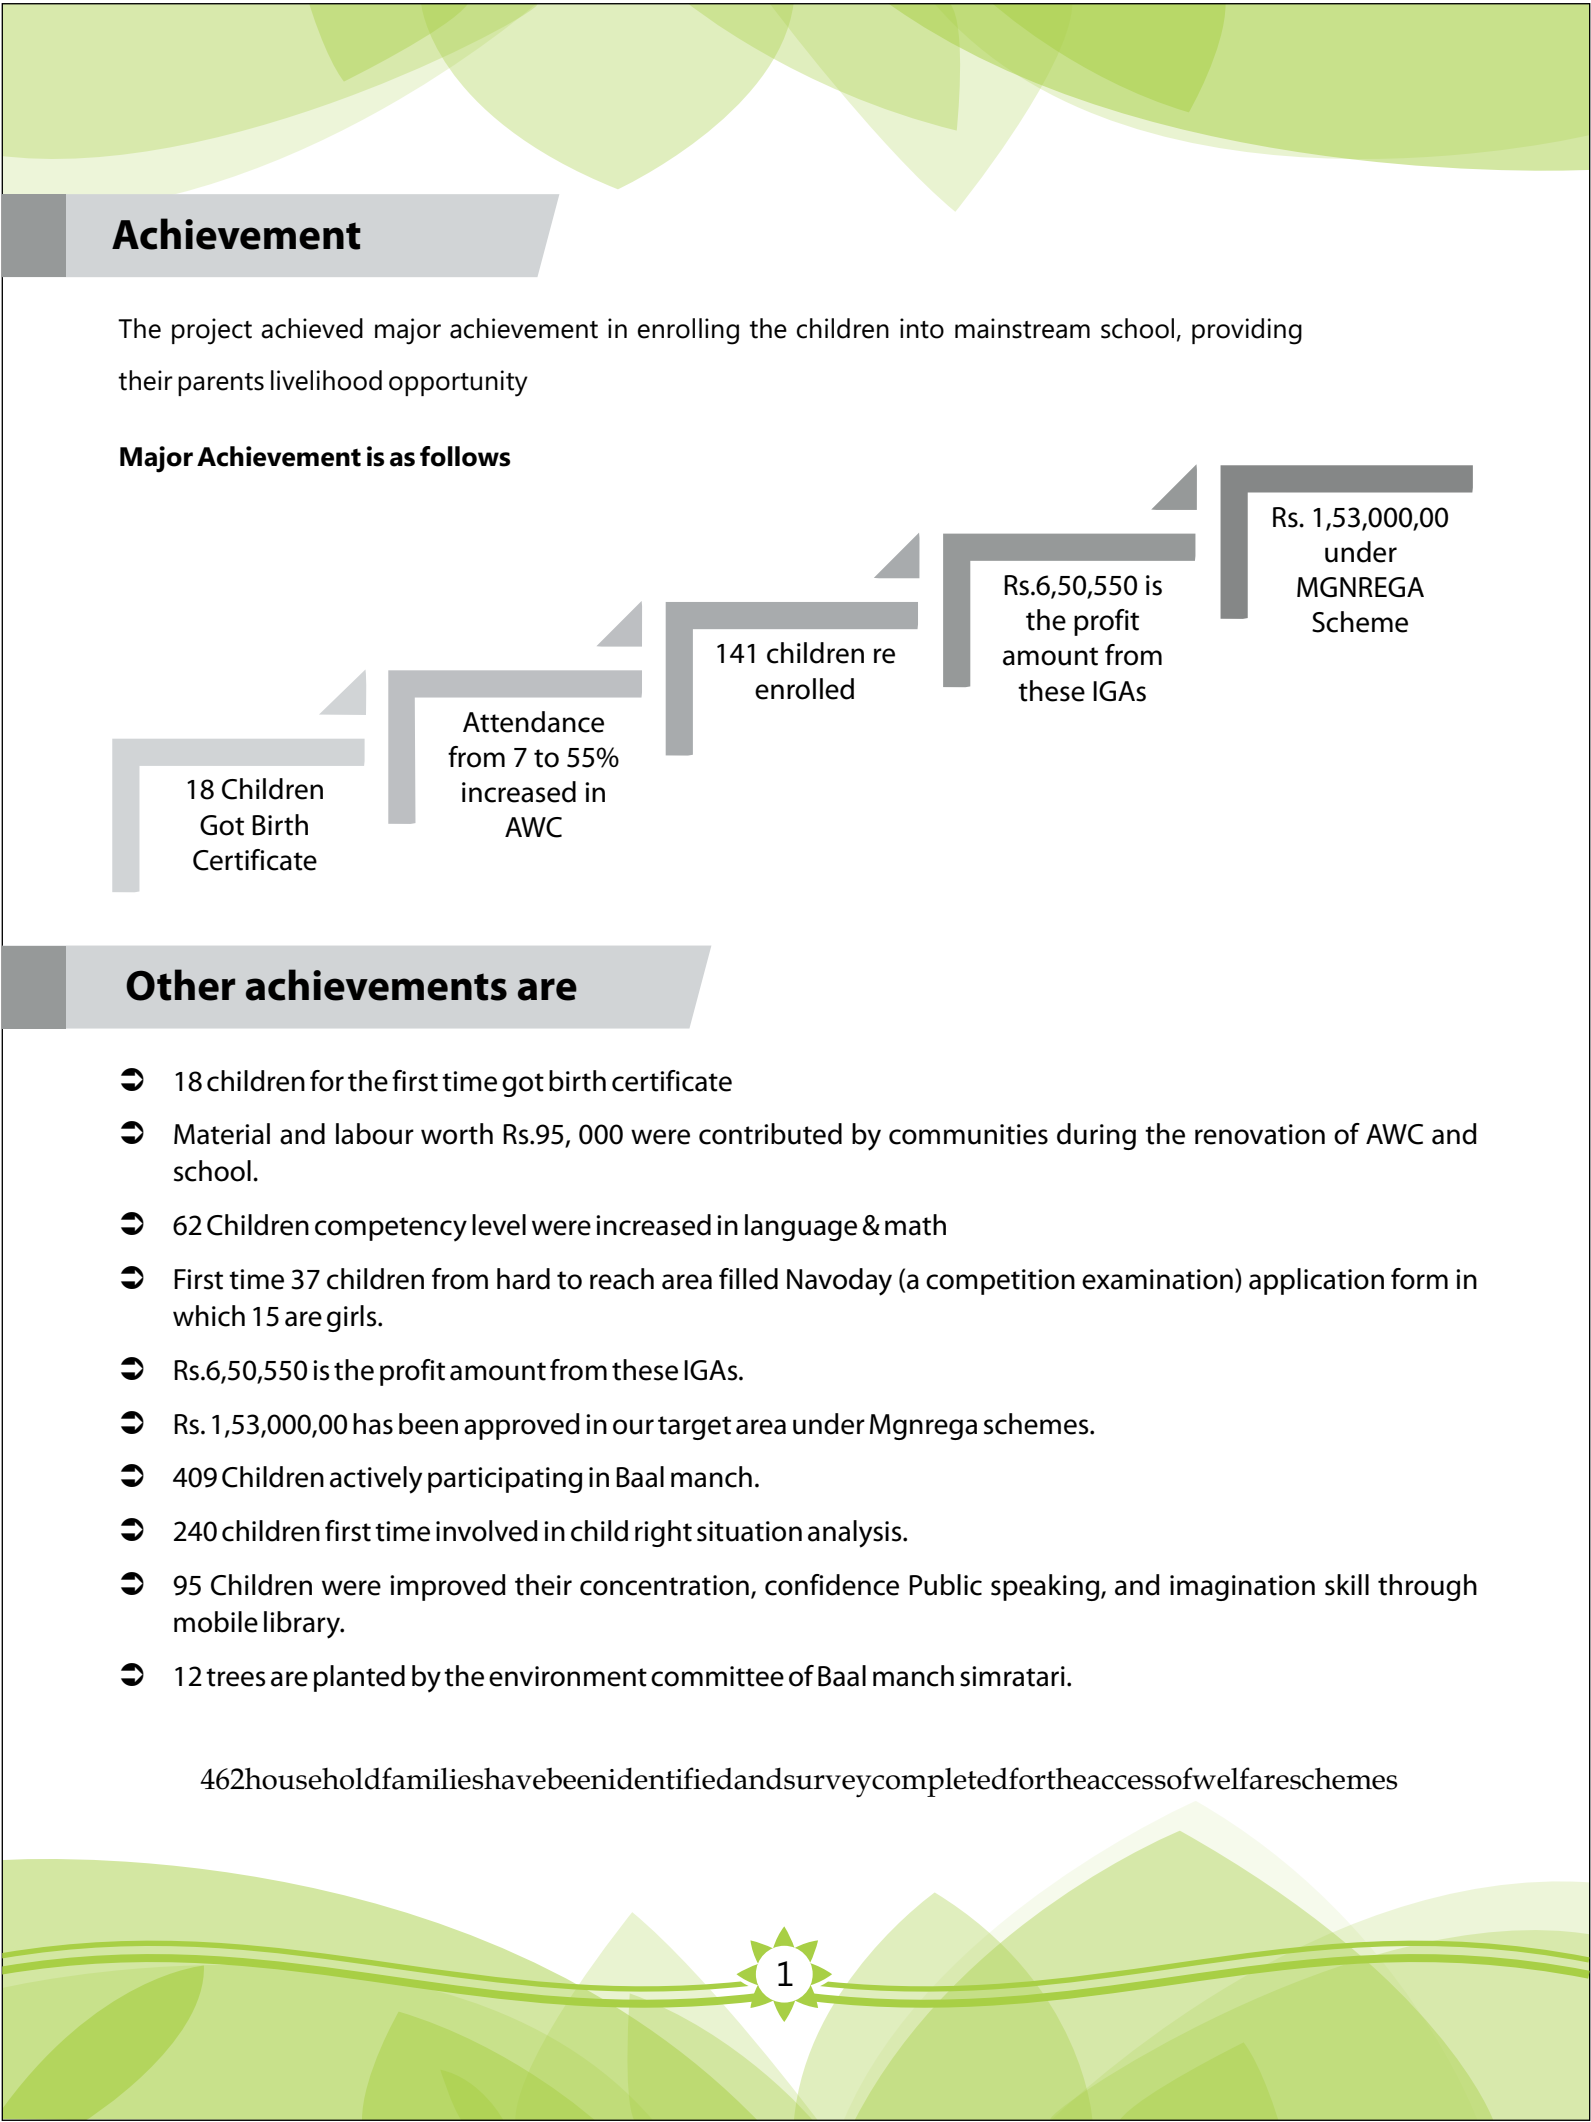 Achievement
The project achieved major achievement in enrolling the children into mainstream school, providing
their parents livelihood opportunity
Major Achievement is as follows
18 Children
Got Birth
Certificate
Attendance
from 7 to 55%
increased in
AWC
141 children re
enrolled
Rs.6,50,550 is
the profit
amount from
these IGAs
Rs. 1,53,000,00
under
MGNREGA
Scheme
Other achievements are
➲ 18 children for the first time got birth certificate
➲ Material and labour worth Rs.95, 000 were contributed by communities during the renovation of AWC and
school.
➲ 62 Children competency level were increased in language & math
➲ First time 37 children from hard to reach area filled Navoday (a competition examination) application form in
which 15 are girls.
➲ Rs.6,50,550 is the profit amount from these IGAs.
➲ Rs. 1,53,000,00 has been approved in our target area under Mgnrega schemes.
➲ 409 Children actively participating in Baal manch.
➲ 240 children first time involved in child right situation analysis.
➲ 95 Children were improved their concentration, confidence Public speaking, and imagination skill through
mobile library.
➲ 12 trees are planted by the environment committee of Baal manch simratari.
462householdfamilieshavebeenidentifiedandsurveycompletedfortheaccessofwelfareschemes
1